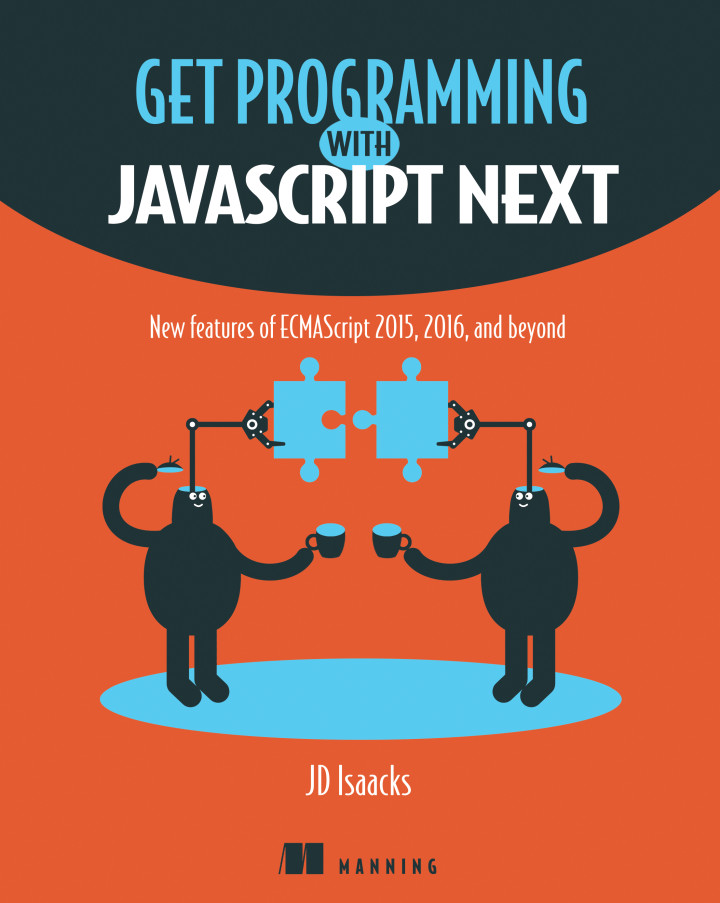 GET PROGRAMMING
WITH
JAVASCRIPT NEXT
New features of ECMAScript 2015, 2016, and beyond
JD Isaacks
MANNING